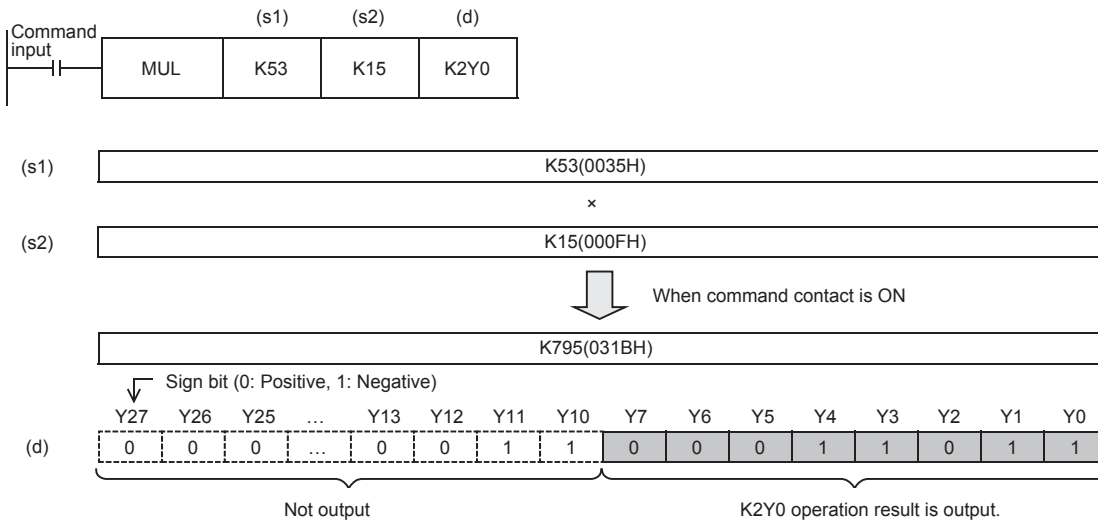 (s1) (s2) (d)
Command
input
MUL K53 K15 K2Y0
(s1) K53(0035H)
×
(s2) K15(000FH)
When command contact is ON
K795(031BH)
Sign bit (0: Positive, 1: Negative)
Y27 Y26 Y25 … Y13 Y12 Y11 Y10 Y7 Y6 Y5 Y4 Y3 Y2 Y1 Y0
(d) 0 0 0 … 0 0 1 1 0 0 0 1 1 0 1 1
Not output K2Y0 operation result is output.